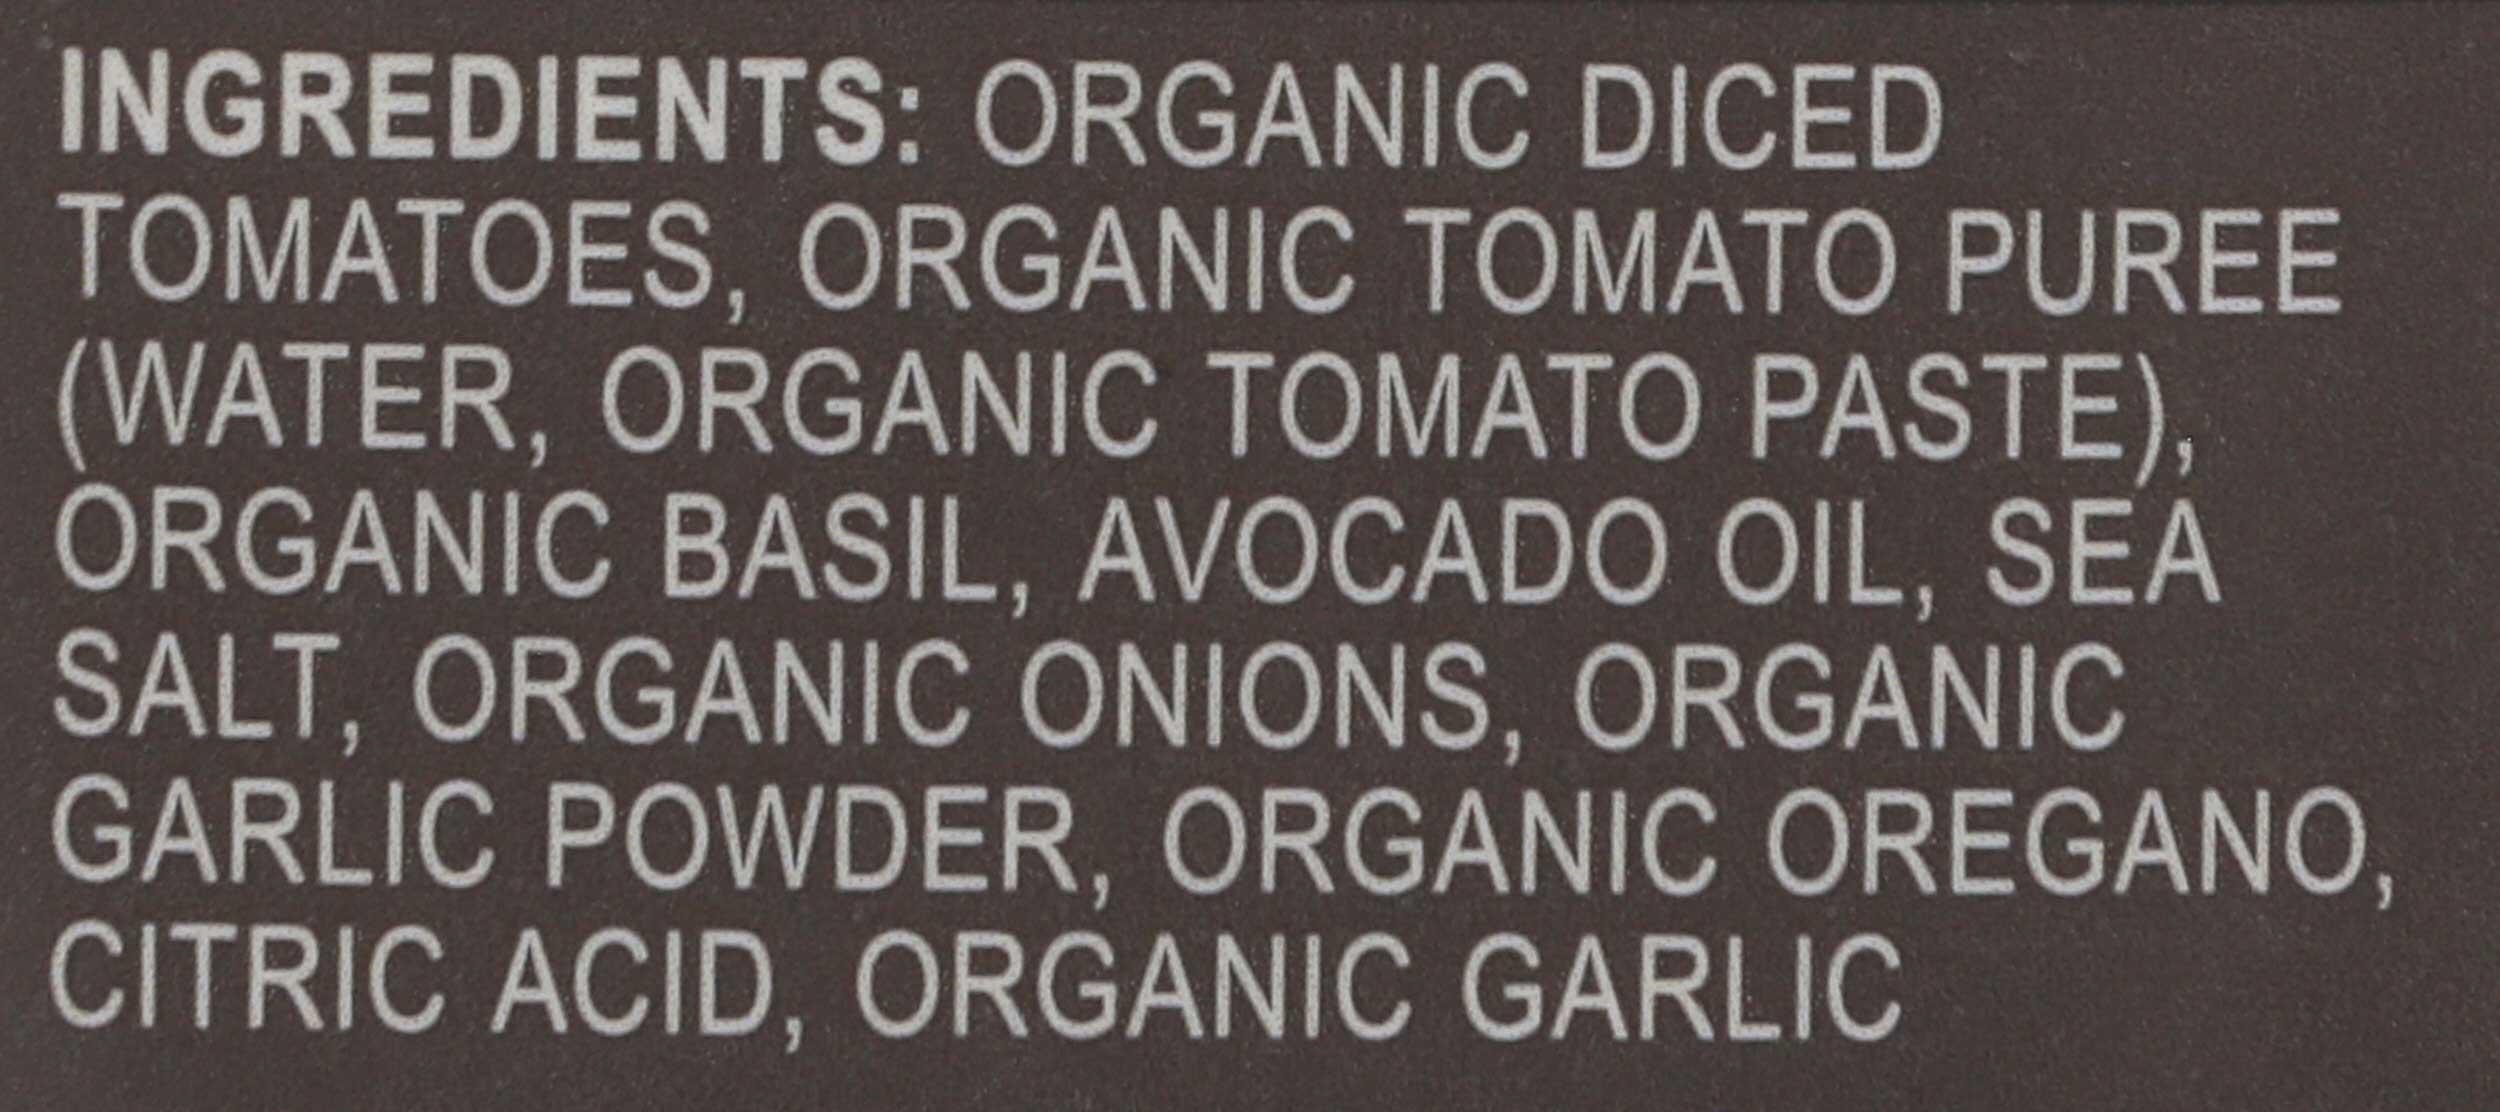 INGREDIENTS: ORGANIC DICED
TOMATOES, ORGANIC TOMATO PUREE
(WATER, ORGANIC TOMATO PASTE),
ORGANIC BASIL, AVOCADO OIL, SEA
SALT, ORGANIC ONIONS, ORGANIC
GARLIC POWDER, ORGANIC OREGANO,
CITRIC ACID, ORGANIC GARLIC